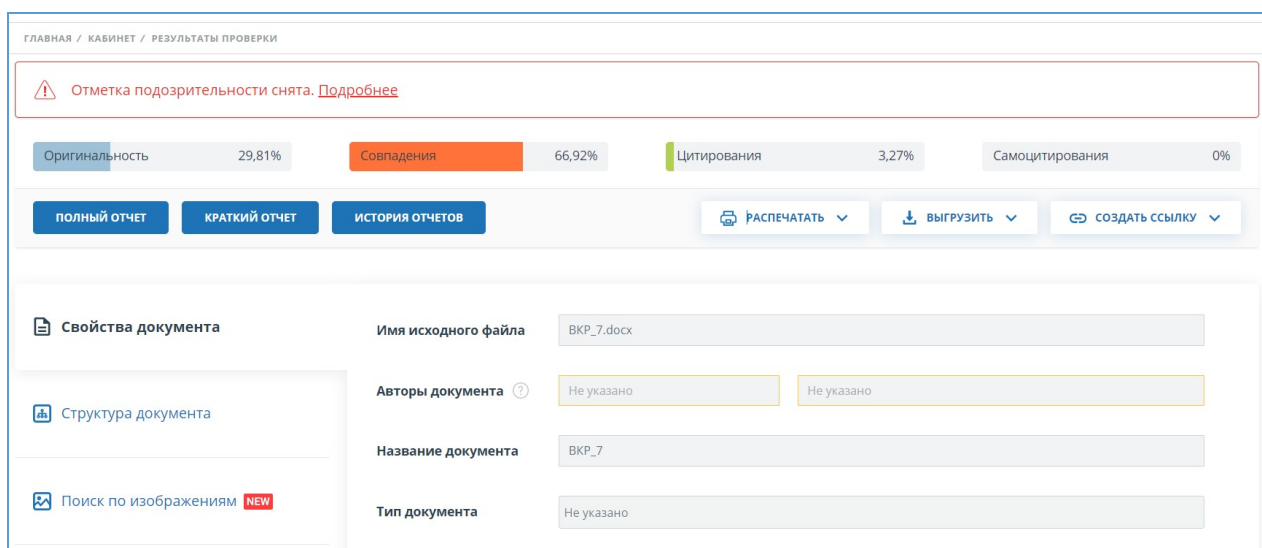 ГЛАВНАЯ / КАБИНЕТ / РЕЗУЛЬТАТЫ ПРОВЕРКИ
Отметка подозрительности снята. Подробнее
Оригинальность 29,81% Совпадения 66,92% Цитирования 3,27% Самоцитирования 0%
ПОЛНЫЙ ОТЧЕТ КРАТКИЙ ОТЧЕТ ИСТОРИЯ ОТЧЕТОВ РАСПЕЧАТАТЬ ВЫГРУЗИТЬ СОЗДАТЬ ССЫЛКУ
Свойства документа
Имя исходного файла ВКР_7.docx
Авторы документа ? Не указано Не указано
Структура документа
Название документа ВКР_7
Поиск по изображениям NEW
Тип документа Не указано